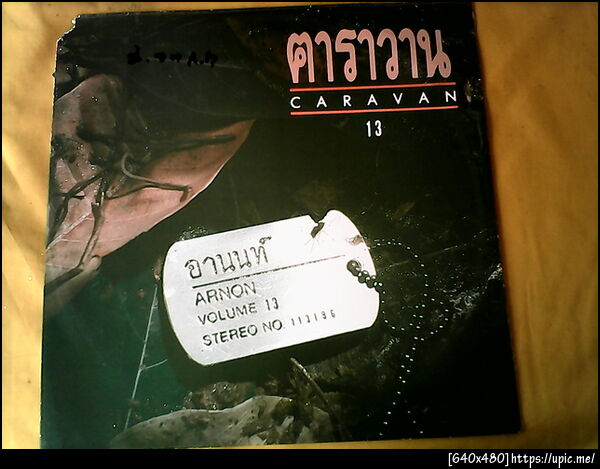 คาราวาน
CARAVAN
13
อานนท์
ARNON
VOLUME 13
STEREO NO. 113196
[640x480]https://upic.me/